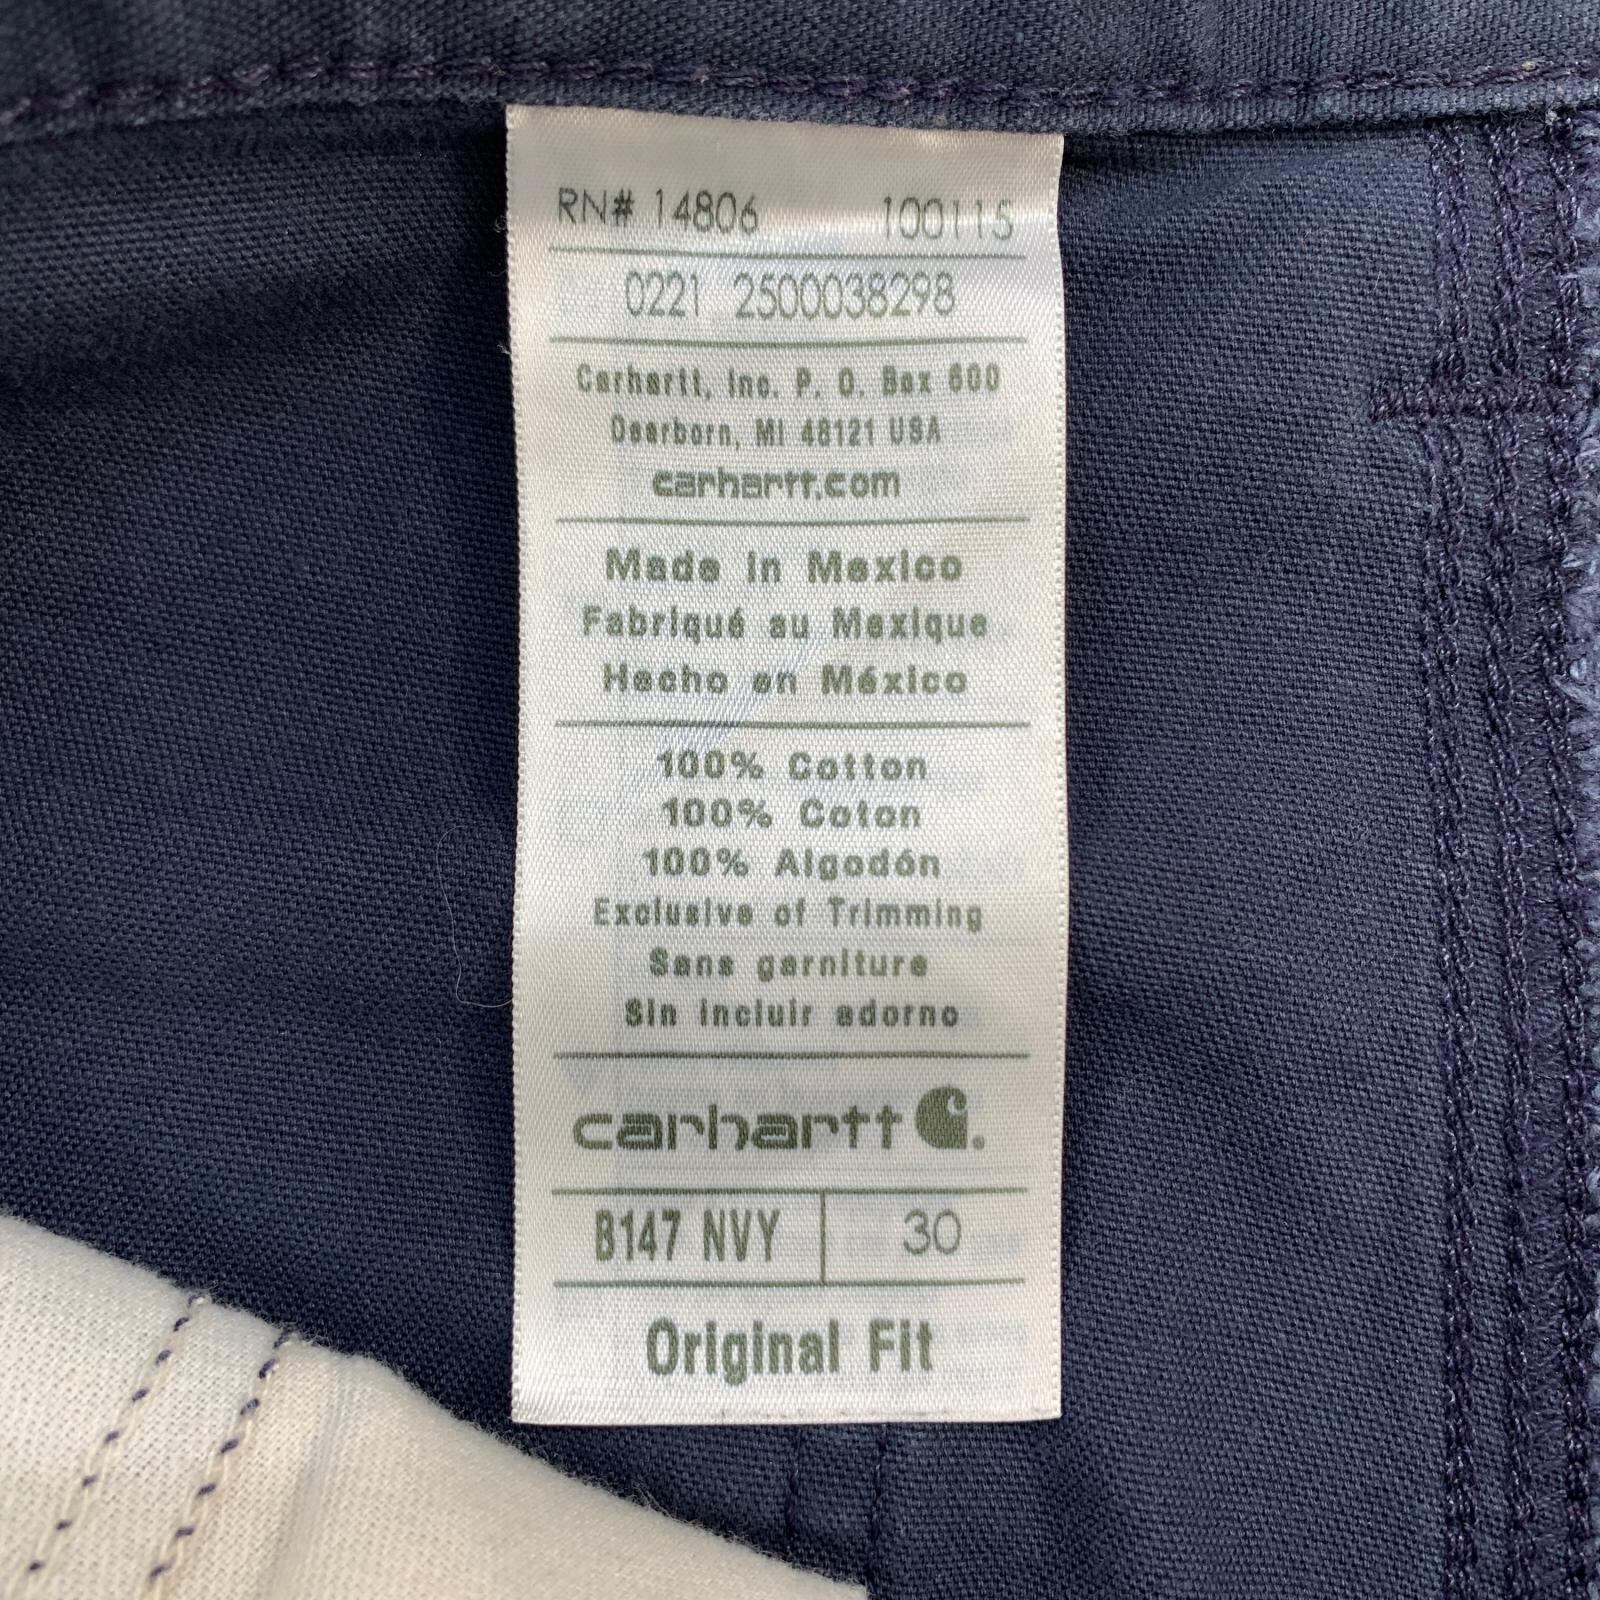 RN# 14806 100115
0221 2500038298
Carhartt, Inc. P. O. Box 600
Dearborn, MI 48121 USA
carhartt.com
Made in Mexico
Fabriqué au Mexique
Hecho en México
100% Cotton
100% Coton
100% Algodón
Exclusive of Trimming
Sans garniture
Sin incluir adorno
carhartt
B147 NVY 30
Original Fit